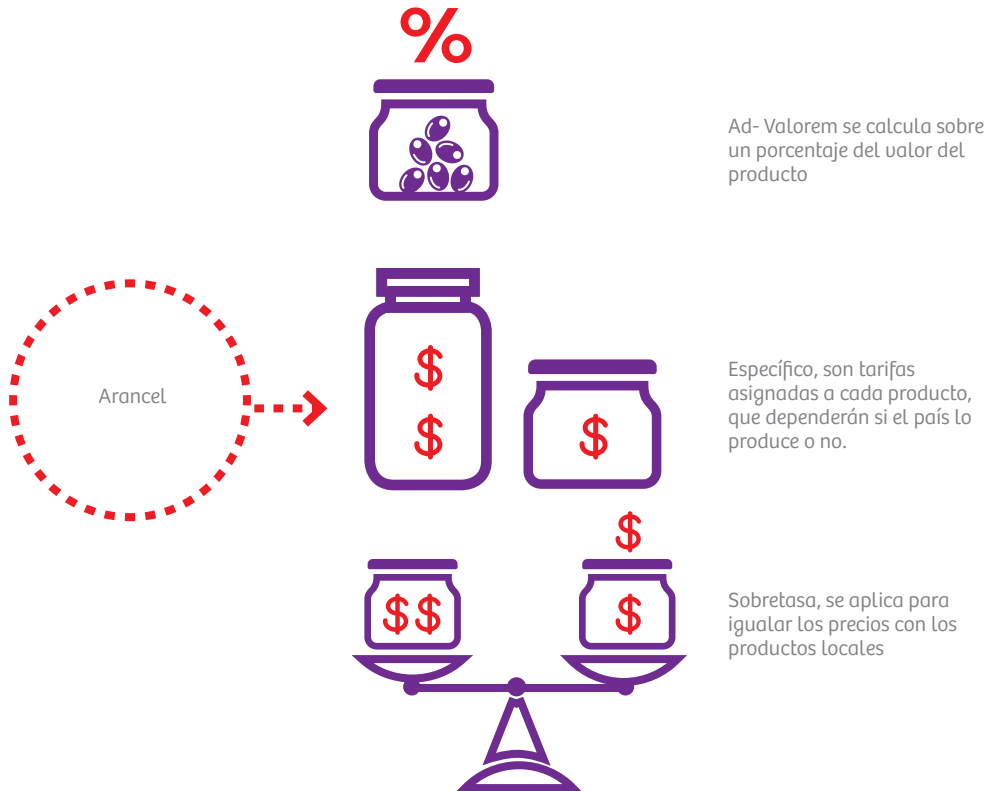 %
Ad- Valorem se calcula sobre
un porcentaje del valor del
producto
Arancel
$
$
$
Específico, son tarifas
asignadas a cada producto,
que dependerán si el país lo
produce o no.
$
$$
$
Sobretasa, se aplica para
igualar los precios con los
productos locales